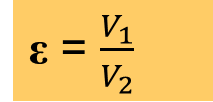 ε = V₁/V₂